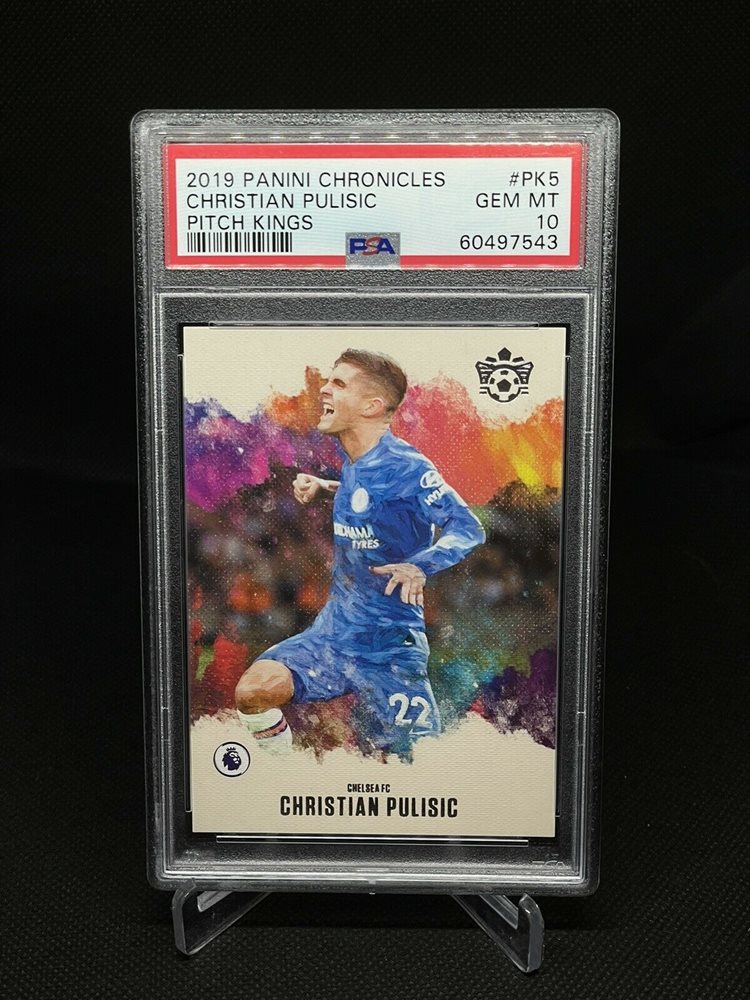 2019 PANINI CHRONICLES #PK5
CHRISTIAN PULISIC GEM MT
PITCH KINGS 10
PSA 60497543
YOKOHAMA
TYRES
22
CHELSEA FC
CHRISTIAN PULISIC